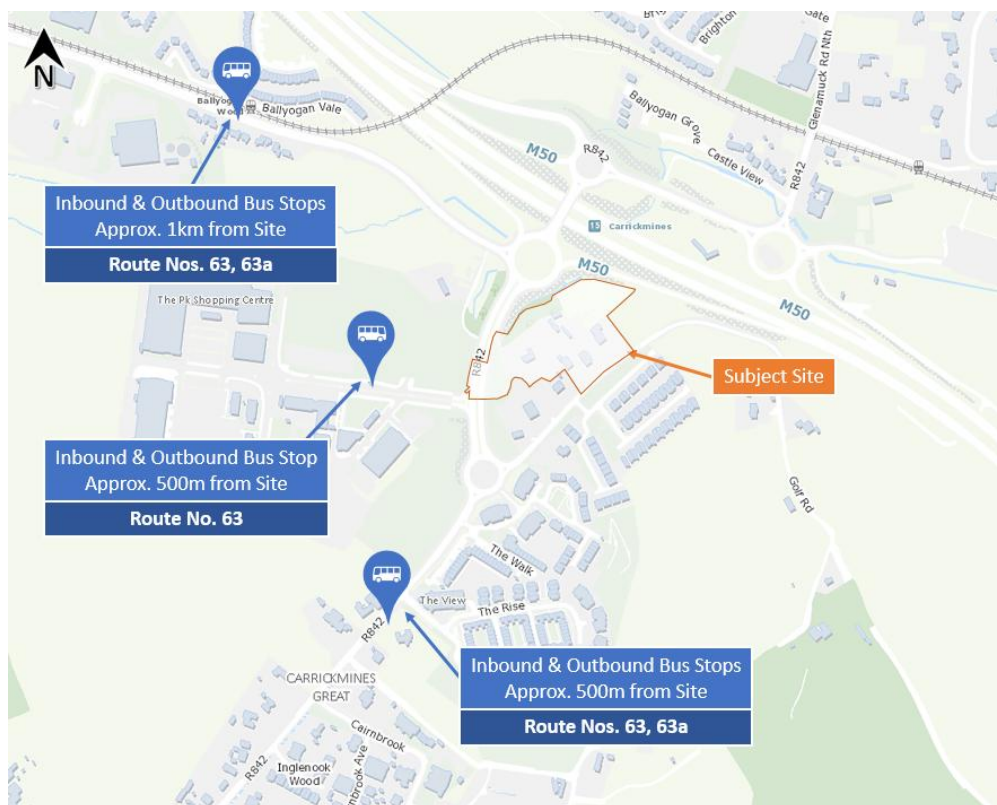 Brighton
Gate
N
Ballyogan
Wood
Ballyogan Vale
Ballyogan Grove
Castle View
Glenamuck Rd Nth
R842
M50
R842
Inbound & Outbound Bus Stops
Approx. 1km from Site
Route Nos. 63, 63a
15 Carrickmines
M50
M50
The Pk Shopping Centre
R842
Subject Site
Inbound & Outbound Bus Stop
Approx. 500m from Site
Route No. 63
Golf Rd
The Walk
The View
The Rise
R842
Inbound & Outbound Bus Stops
Approx. 500m from Site
Route Nos. 63, 63a
CARRICKMINES
GREAT
Cairnbrook
R842
Inglenook
Wood